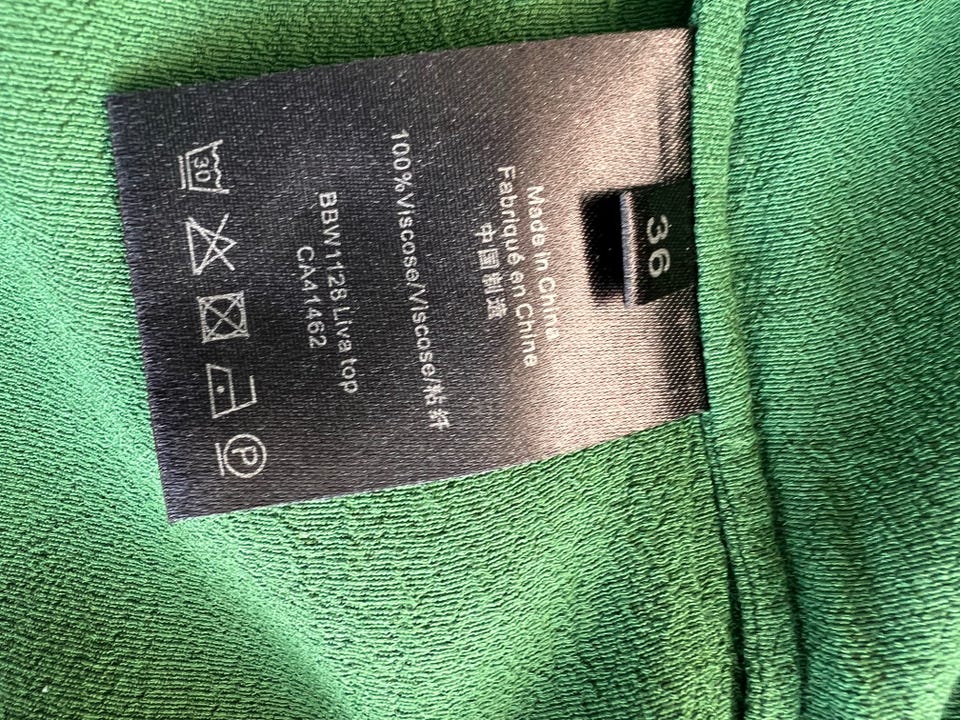 36
Made in China
Fabriqué en Chine
中国制造
100%Viscose/Viscose/粘纤
BBW1128 Liva top
CA41462
30
P